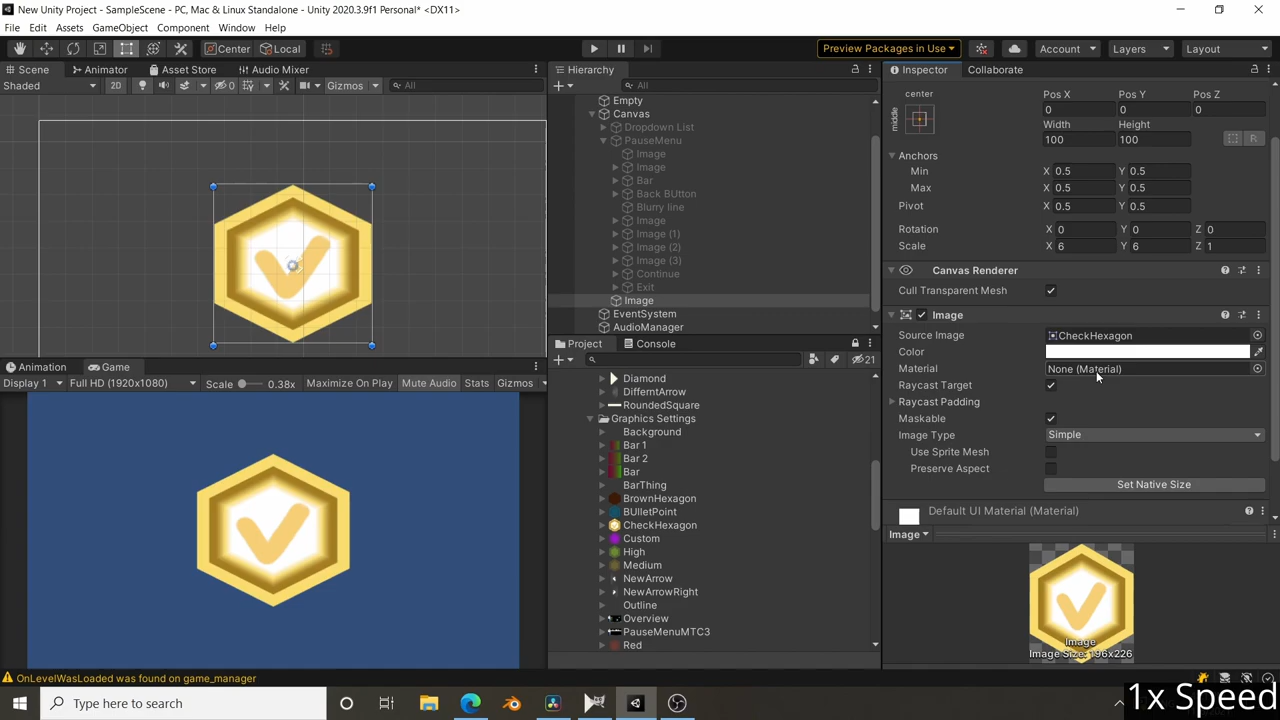 New Unity Project - SampleScene - PC, Mac & Linux Standalone - Unity 2020.3.9f1 Personal* <DX11>
File Edit Assets GameObject Component Window Help
Center Local Preview Packages in Use Account Layers Layout
Scene Animator Asset Store Audio Mixer
Shaded 2D 0 Gizmos All
Hierarchy
All
Empty
Canvas
Dropdown List
PauseMenu
Image
Image
Bar
Back BUtton
Blurry line
Image
Image (1)
Image (2)
Image (3)
Continue
Exit
Image
EventSystem
AudioManager
Animation Game
Display 1 Full HD (1920x1080) Scale 0.38x Maximize On Play Mute Audio Stats Gizmos
Project Console
21
Diamond
DifferntArrow
RoundedSquare
Graphics Settings
Background
Bar 1
Bar 2
Bar
BarThing
BrownHexagon
BUlletPoint
CheckHexagon
Custom
High
Medium
NewArrow
NewArrowRight
Outline
Overview
PauseMenuMTC3
Red
Inspector Collaborate
center Pos X Pos Y Pos Z
middle 0 0 0
Width Height
100 100 R
Anchors
Min X 0.5 Y 0.5
Max X 0.5 Y 0.5
Pivot X 0.5 Y 0.5
Rotation X 0 Y 0 Z 0
Scale X 6 Y 6 Z 1
Canvas Renderer
Cull Transparent Mesh
Image
Source Image CheckHexagon
Color
Material None (Material)
Raycast Target
Raycast Padding
Maskable
Image Type Simple
Use Sprite Mesh
Preserve Aspect
Set Native Size
Default UI Material (Material)
Image
Image
Image Size: 196x226
OnLevelWasLoaded was found on game_manager
Type here to search
1x Speed